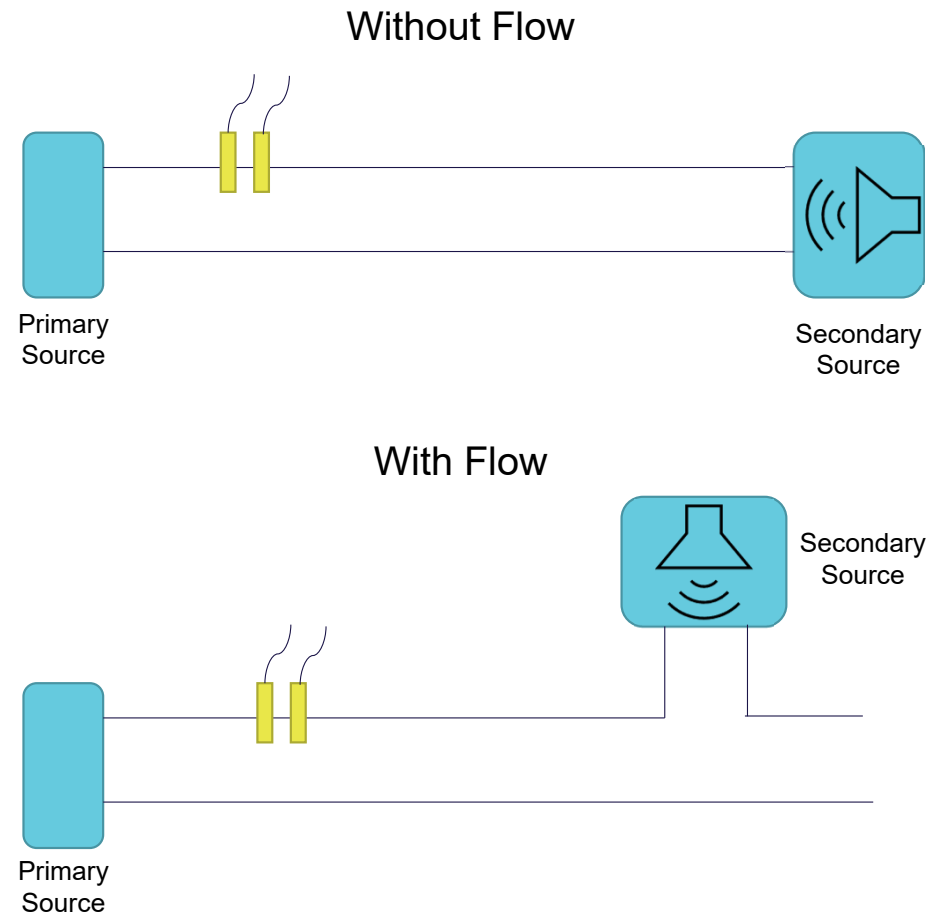 Without Flow
Primary
Source
Secondary
Source
With Flow
Secondary
Source
Primary
Source